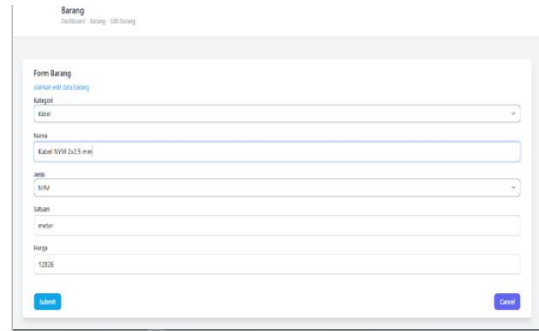 Barang
Dashboard - Barang - Edit Barang
Form Barang
silahkan edit data barang
Kategori
Kabel
Nama
Kabel NYM 2x2.5 mm
Jenis
NYM
Satuan
meter
Harga
12826
Submit
Cancel